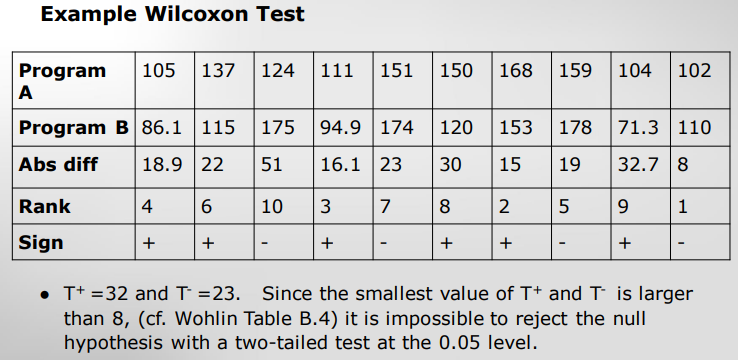 Example Wilcoxon Test
Program A 105 137 124 111 151 150 168 159 104 102
Program B 86.1 115 175 94.9 174 120 153 178 71.3 110
Abs diff 18.9 22 51 16.1 23 30 15 19 32.7 8
Rank 4 6 10 3 7 8 2 5 9 1
Sign + + - + - + + - + -
• T⁺ =32 and T⁻ =23. Since the smallest value of T⁺ and T⁻ is larger
than 8, (cf. Wohlin Table B.4) it is impossible to reject the null
hypothesis with a two-tailed test at the 0.05 level.